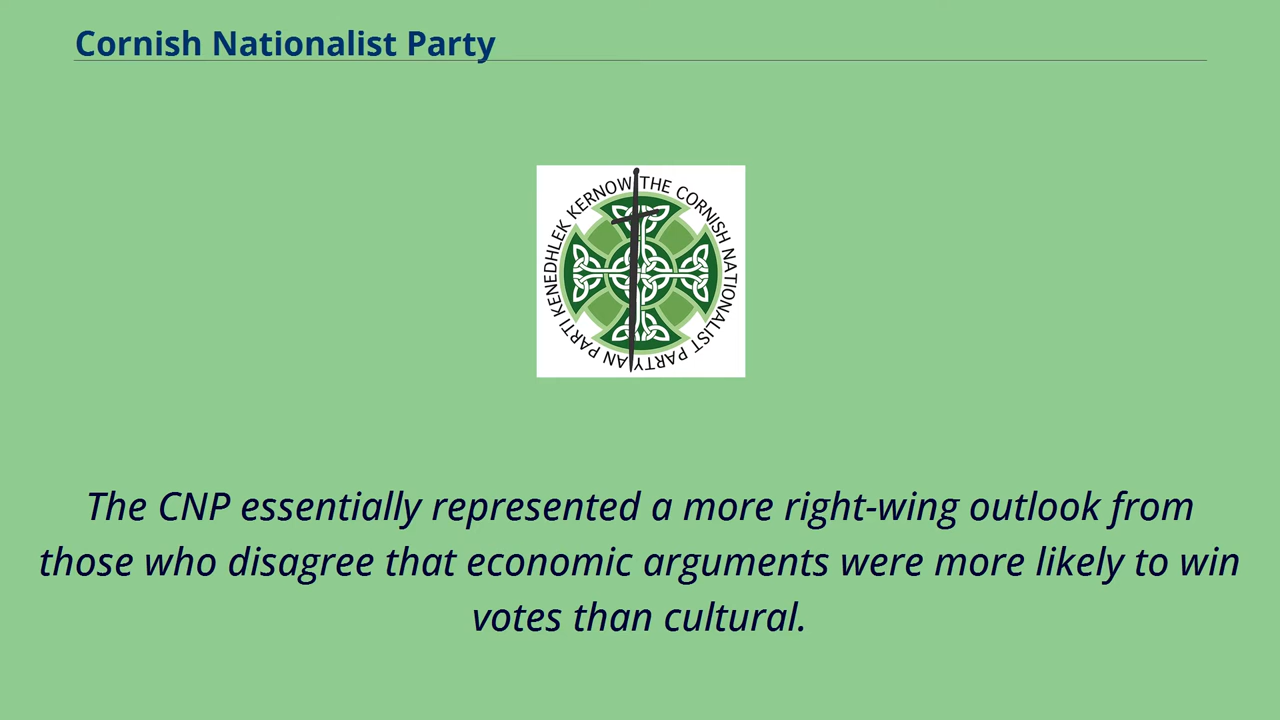 Cornish Nationalist Party
AN PARTI KENEDHLEK KERNOW
THE CORNISH NATIONALIST PARTY
The CNP essentially represented a more right-wing outlook from
those who disagree that economic arguments were more likely to win
votes than cultural.